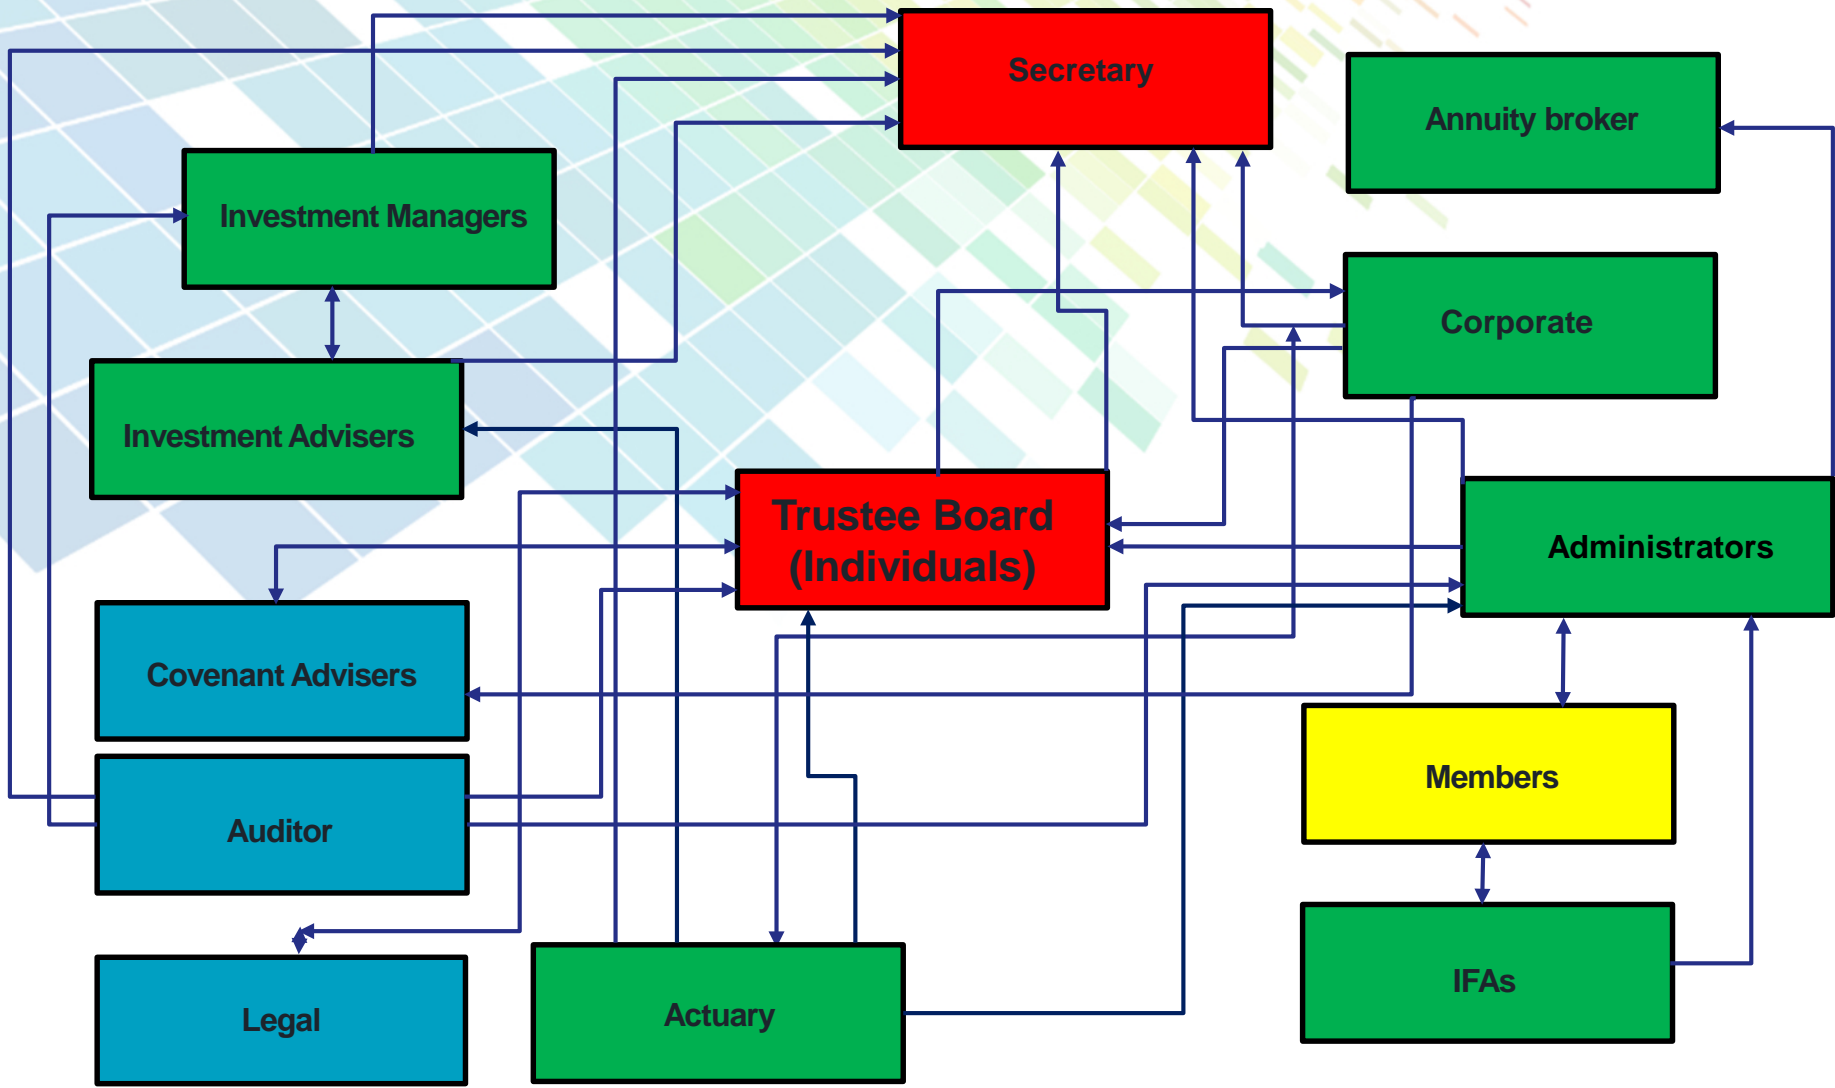 Secretary
Annuity broker
Investment Managers
Corporate
Investment Advisers
Trustee Board
(Individuals)
Administrators
Covenant Advisers
Members
Auditor
IFAs
Legal
Actuary